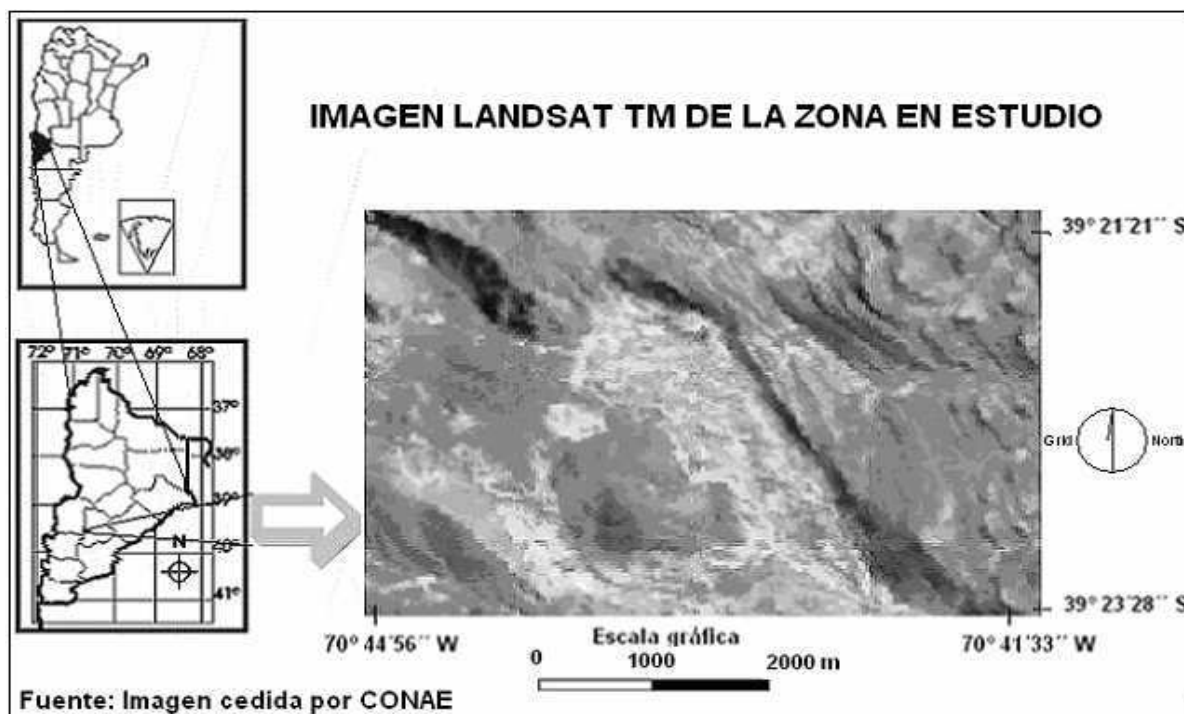 IMAGEN LANDSAT TM DE LA ZONA EN ESTUDIO
39° 21´21´´ S
72° 71° 70° 69° 68°
37°
38°
39°
40°
41°
N
Grid North
39° 23´28´´ S
70° 44´56´´ W
70° 41´33´´ W
Escala gráfica
0 1000 2000 m
Fuente: Imagen cedida por CONAE